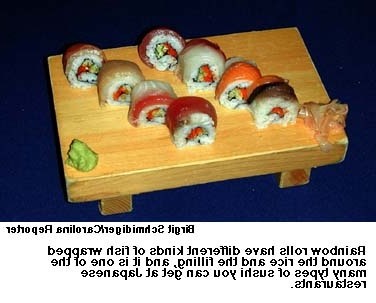 Birgit Schmidiger/Carolina Reporter
Rainbow rolls have different kinds of fish wrapped
around the rice and the filling, and it is one of the
many types of sushi you can get at Japanese
restaurants.